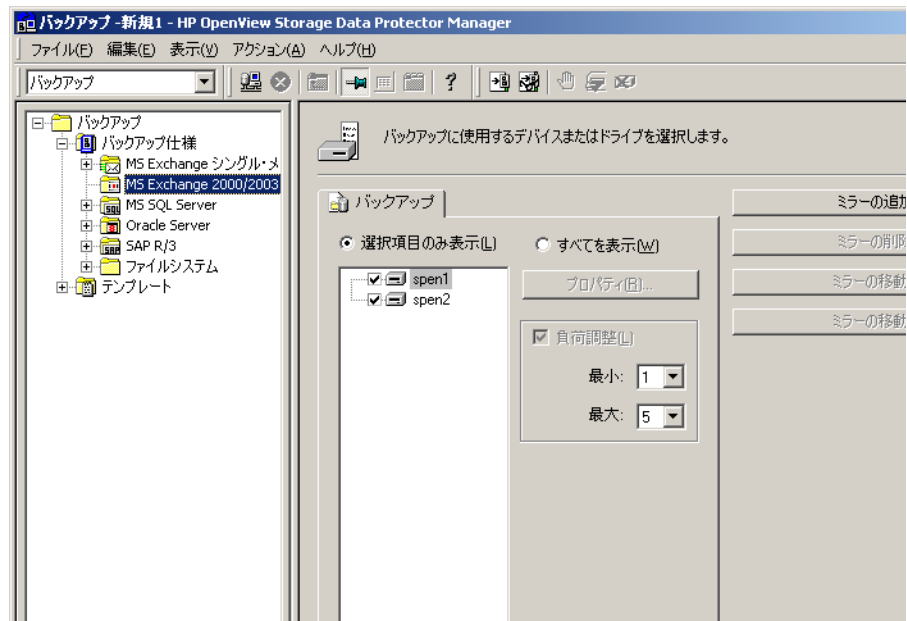 バックアップ -新規1 - HP OpenView Storage Data Protector Manager
ファイル(F) 編集(E) 表示(V) アクション(A) ヘルプ(H)
バックアップ
バックアップ
バックアップ仕様
MS Exchange シングル・メ
MS Exchange 2000/2003
MS SQL Server
Oracle Server
SAP R/3
ファイルシステム
テンプレート
バックアップに使用するデバイスまたはドライブを選択します。
バックアップ
選択項目のみ表示(L) すべてを表示(W)
spen1
spen2
プロパティ(R)...
負荷調整(L)
最小: 1
最大: 5
ミラーの追加
ミラーの削除
ミラーの移動
ミラーの移動